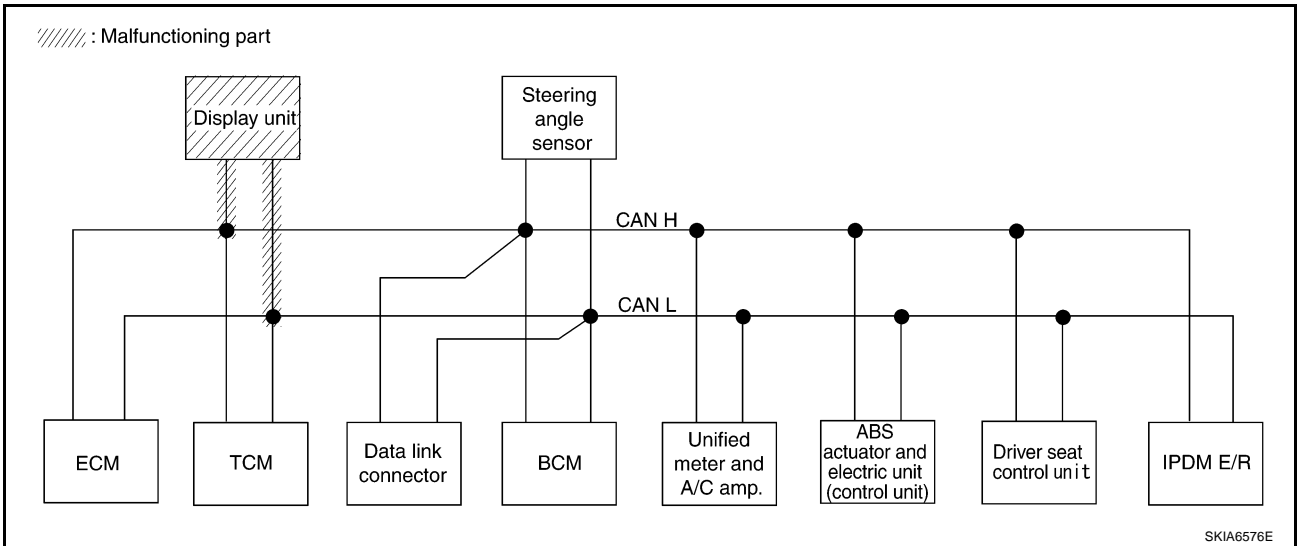 : Malfunctioning part
Display unit
Steering
angle
sensor
CAN H
CAN L
ECM
TCM
Data link
connector
BCM
Unified
meter and
A/C amp.
ABS
actuator and
electric unit
(control unit)
Driver seat
control unit
IPDM E/R
SKIA6576E